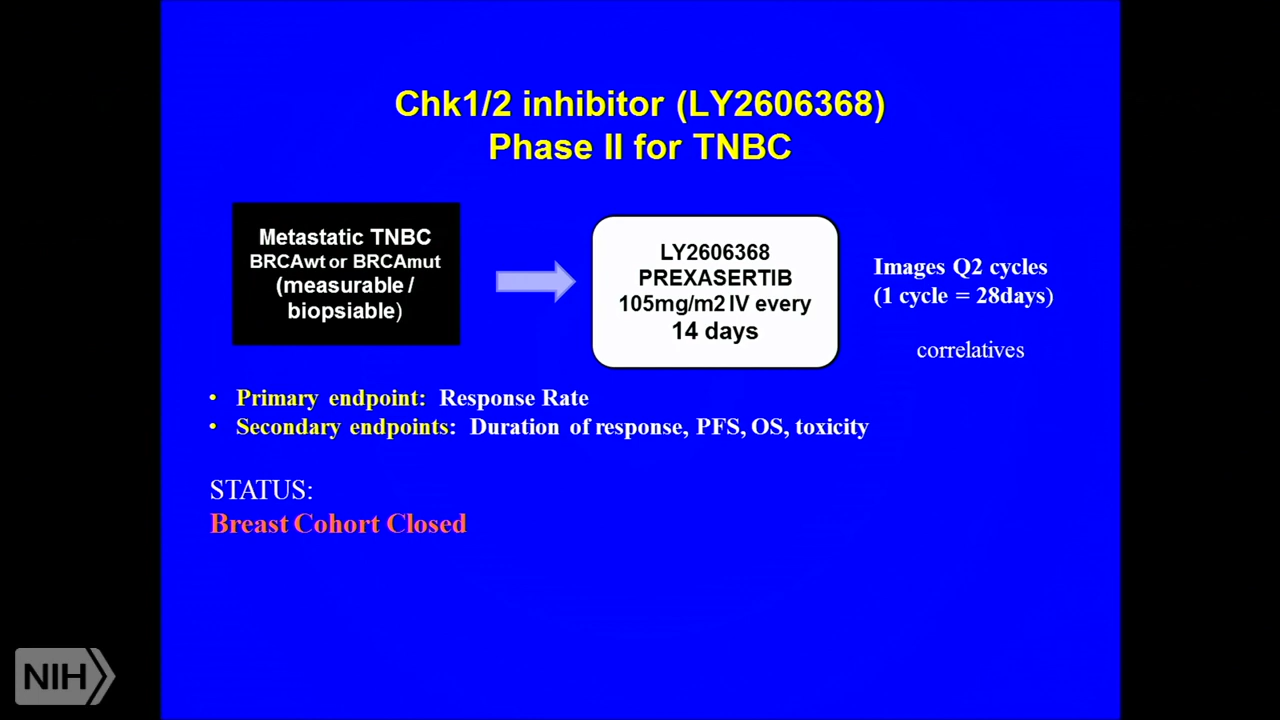 Chk1/2 inhibitor (LY2606368)
Phase II for TNBC
Metastatic TNBC
BRCAwt or BRCAmut
(measurable /
biopsiable)
LY2606368
PREXASERTIB
105mg/m2 IV every
14 days
Images Q2 cycles
(1 cycle = 28days)
correlatives
• Primary endpoint: Response Rate
• Secondary endpoints: Duration of response, PFS, OS, toxicity
STATUS:
Breast Cohort Closed
NIH